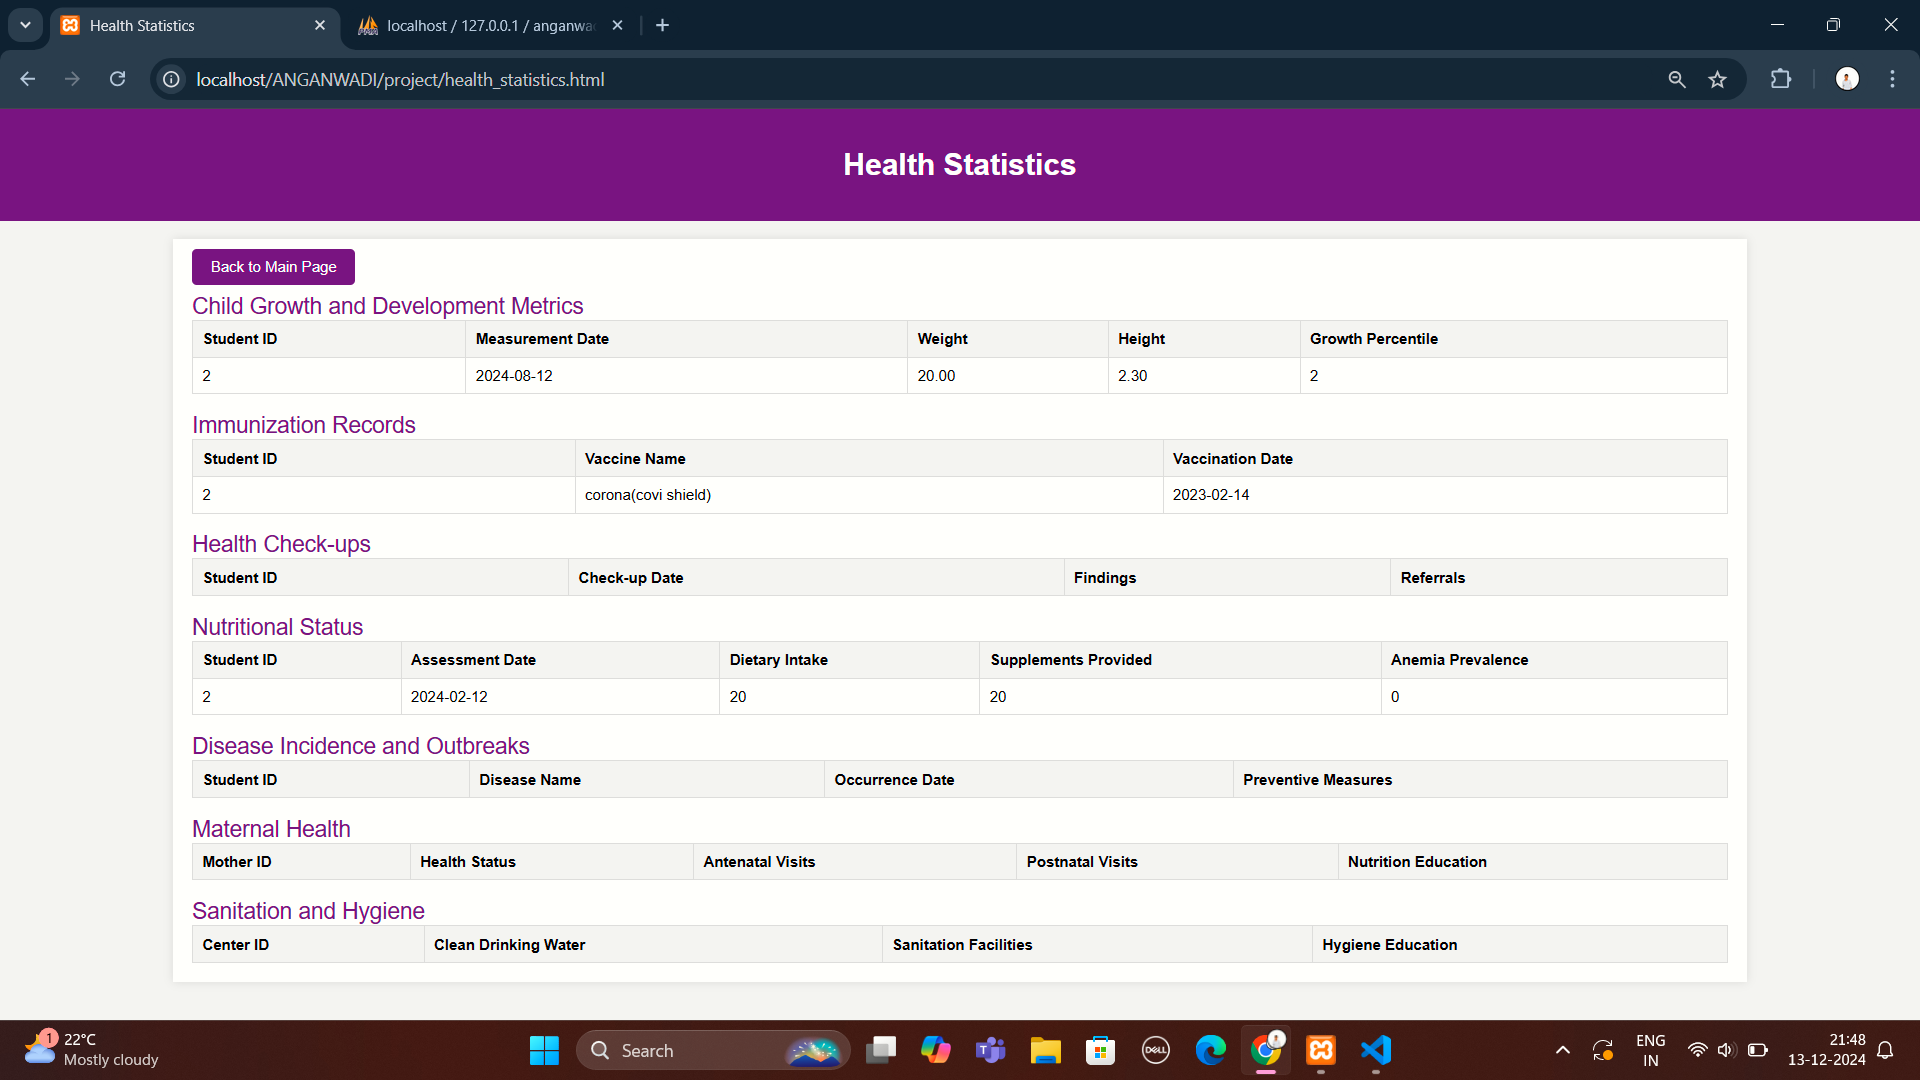 Health Statistics
localhost / 127.0.0.1 / anganwa
localhost/ANGANWADI/project/health_statistics.html
Health Statistics
Back to Main Page
Child Growth and Development Metrics
Student ID Measurement Date Weight Height Growth Percentile
2 2024-08-12 20.00 2.30 2
Immunization Records
Student ID Vaccine Name Vaccination Date
2 corona(covi shield) 2023-02-14
Health Check-ups
Student ID Check-up Date Findings Referrals
Nutritional Status
Student ID Assessment Date Dietary Intake Supplements Provided Anemia Prevalence
2 2024-02-12 20 20 0
Disease Incidence and Outbreaks
Student ID Disease Name Occurrence Date Preventive Measures
Maternal Health
Mother ID Health Status Antenatal Visits Postnatal Visits Nutrition Education
Sanitation and Hygiene
Center ID Clean Drinking Water Sanitation Facilities Hygiene Education
1
22°C
Mostly cloudy
Search
DELL
ENG
IN
21:48
13-12-2024